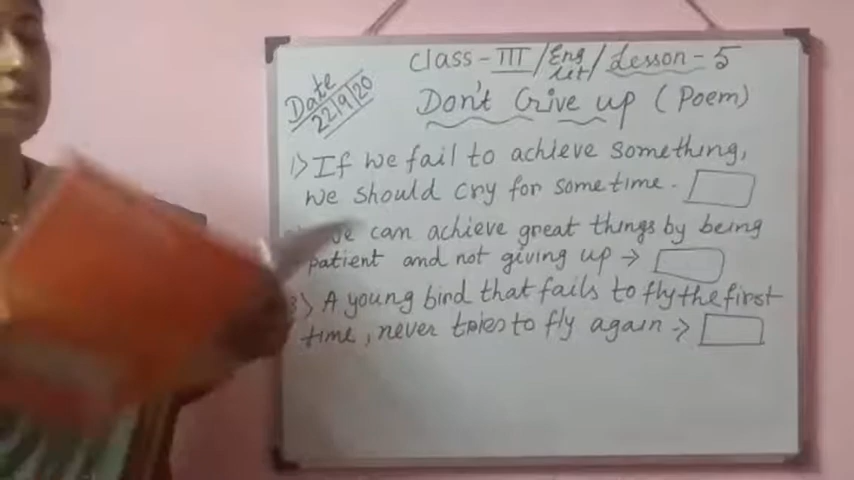 Class - III / Eng Lit / Lesson - 5
Date 22/9/20
Don't Give up (Poem)
1) If we fail to achieve something,
we should cry for sometime.
can achieve great things by being
patient and not giving up →
3) A young bird that fails to fly the first
time, never tries to fly again →